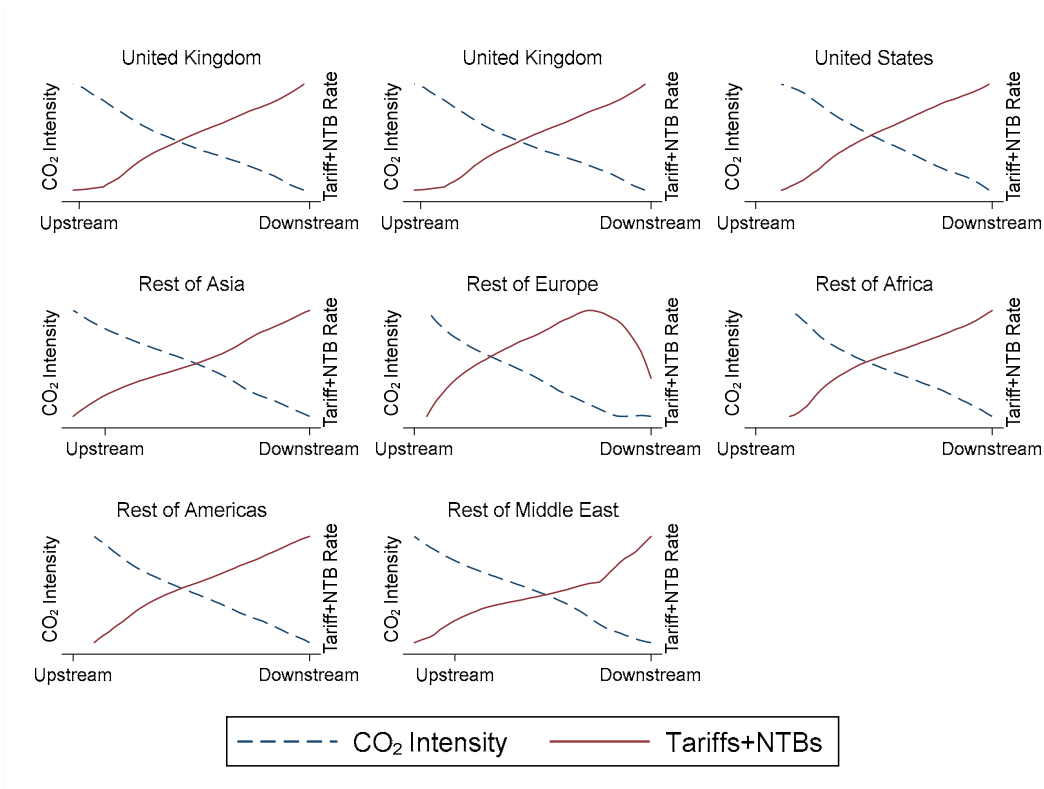 United Kingdom
CO₂ Intensity
Tariff+NTB Rate
Upstream Downstream
United Kingdom
CO₂ Intensity
Tariff+NTB Rate
Upstream Downstream
United States
CO₂ Intensity
Tariff+NTB Rate
Upstream Downstream
Rest of Asia
CO₂ Intensity
Tariff+NTB Rate
Upstream Downstream
Rest of Europe
CO₂ Intensity
Tariff+NTB Rate
Upstream Downstream
Rest of Africa
CO₂ Intensity
Tariff+NTB Rate
Upstream Downstream
Rest of Americas
CO₂ Intensity
Tariff+NTB Rate
Upstream Downstream
Rest of Middle East
CO₂ Intensity
Tariff+NTB Rate
Upstream Downstream
CO₂ Intensity Tariffs+NTBs